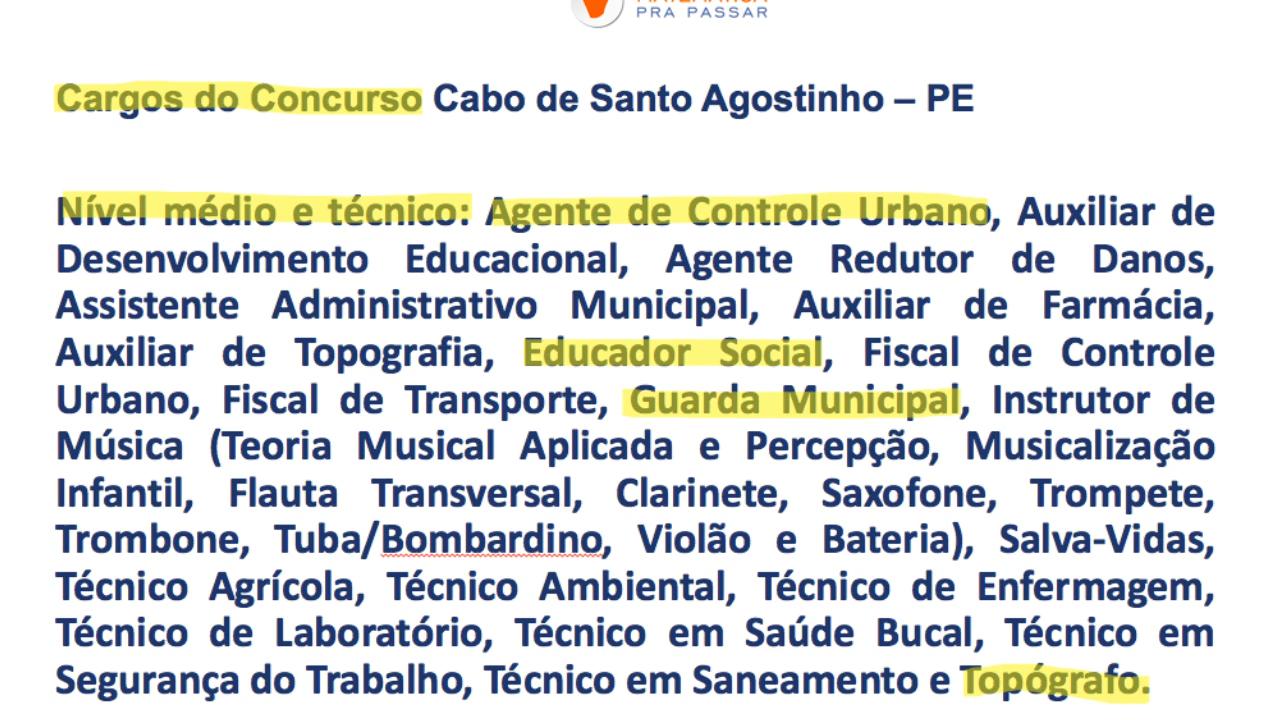 PRA PASSAR
Cargos do Concurso Cabo de Santo Agostinho – PE
Nível médio e técnico: Agente de Controle Urbano, Auxiliar de
Desenvolvimento Educacional, Agente Redutor de Danos,
Assistente Administrativo Municipal, Auxiliar de Farmácia,
Auxiliar de Topografia, Educador Social, Fiscal de Controle
Urbano, Fiscal de Transporte, Guarda Municipal, Instrutor de
Música (Teoria Musical Aplicada e Percepção, Musicalização
Infantil, Flauta Transversal, Clarinete, Saxofone, Trompete,
Trombone, Tuba/Bombardino, Violão e Bateria), Salva-Vidas,
Técnico Agrícola, Técnico Ambiental, Técnico de Enfermagem,
Técnico de Laboratório, Técnico em Saúde Bucal, Técnico em
Segurança do Trabalho, Técnico em Saneamento e Topógrafo.